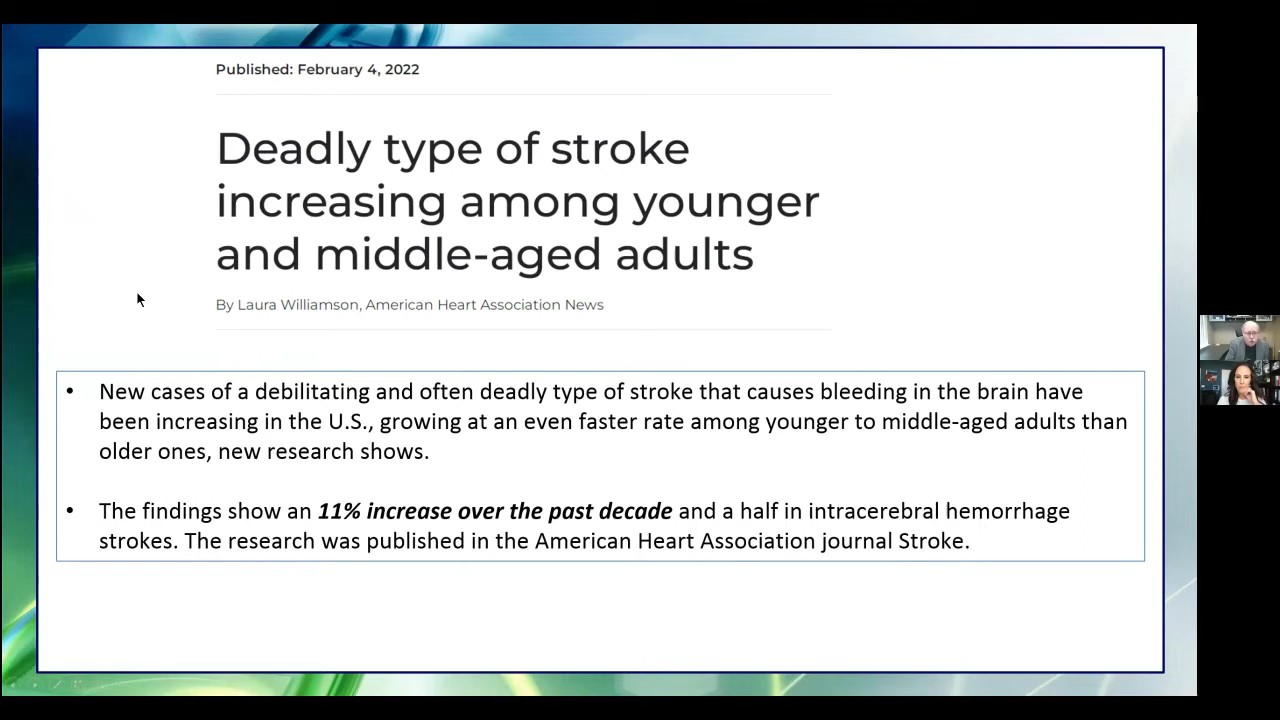 Published: February 4, 2022
Deadly type of stroke
increasing among younger
and middle-aged adults
By Laura Williamson, American Heart Association News
• New cases of a debilitating and often deadly type of stroke that causes bleeding in the brain have
been increasing in the U.S., growing at an even faster rate among younger to middle-aged adults than
older ones, new research shows.
• The findings show an 11% increase over the past decade and a half in intracerebral hemorrhage
strokes. The research was published in the American Heart Association journal Stroke.